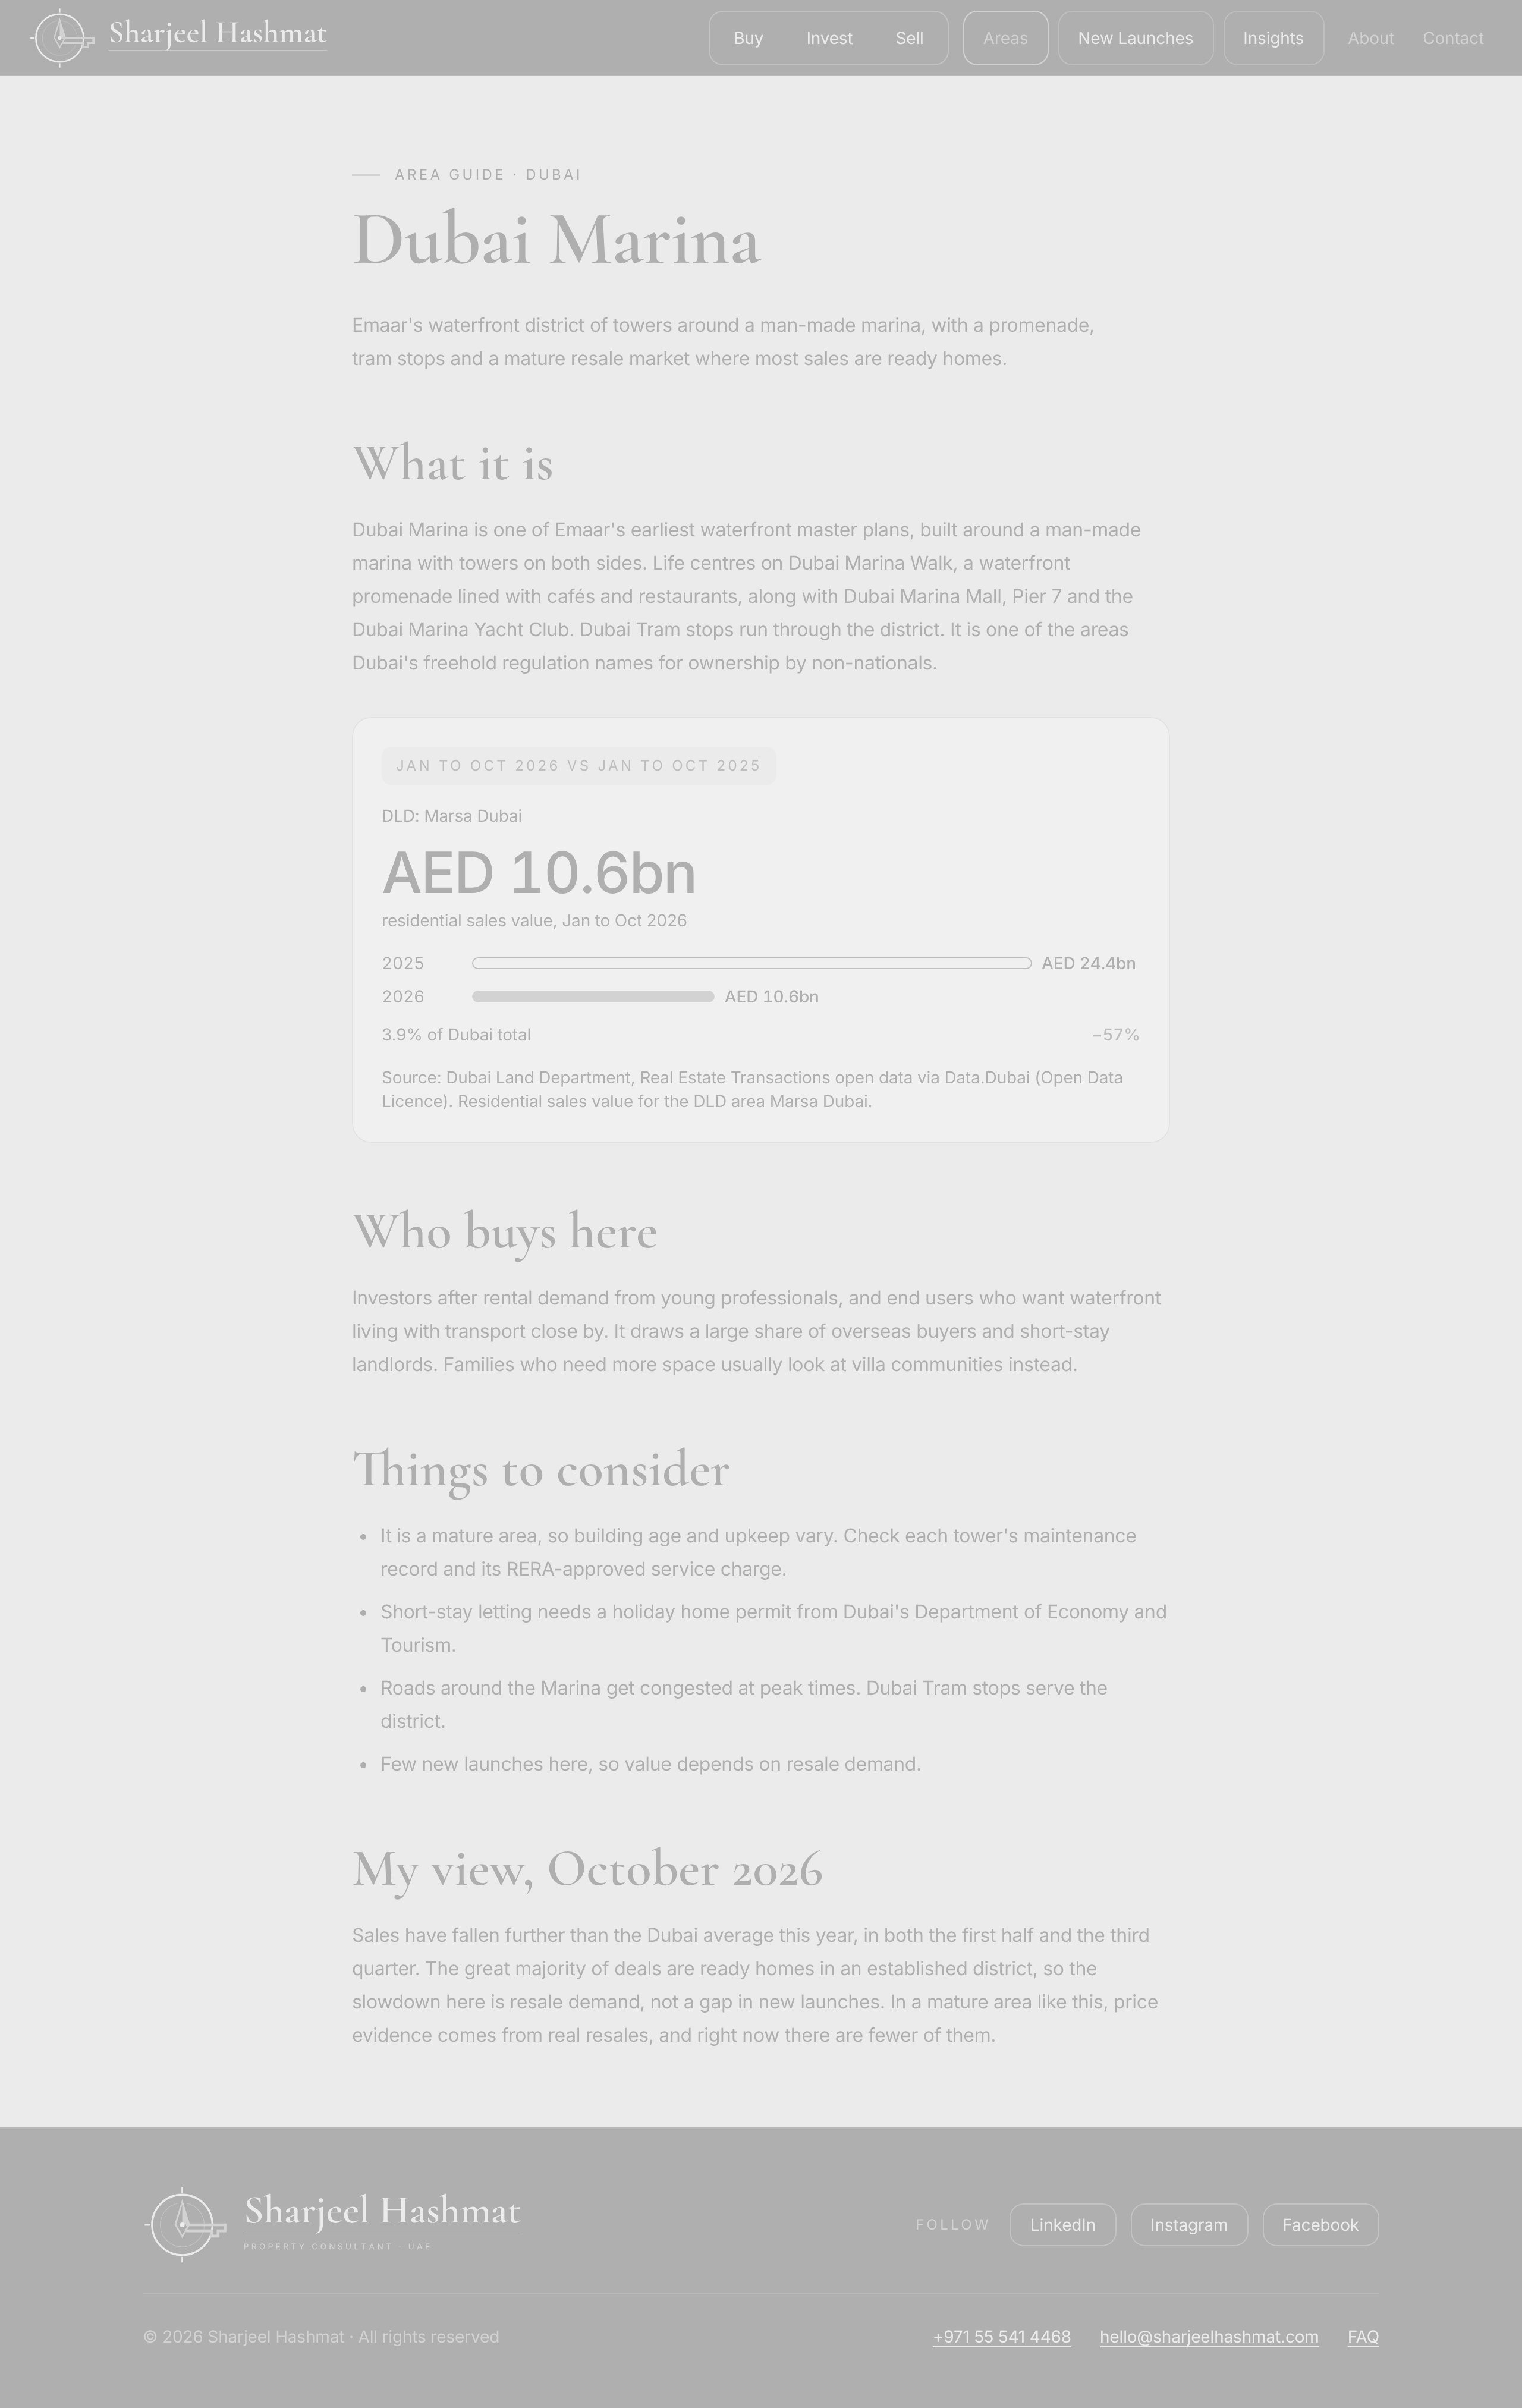 Sharjeel Hashmat
Buy Invest Sell Areas New Launches Insights About Contact
AREA GUIDE · DUBAI
Dubai Marina
Emaar's waterfront district of towers around a man-made marina, with a promenade,
tram stops and a mature resale market where most sales are ready homes.
What it is
Dubai Marina is one of Emaar's earliest waterfront master plans, built around a man-made
marina with towers on both sides. Life centres on Dubai Marina Walk, a waterfront
promenade lined with cafés and restaurants, along with Dubai Marina Mall, Pier 7 and the
Dubai Marina Yacht Club. Dubai Tram stops run through the district. It is one of the areas
Dubai's freehold regulation names for ownership by non-nationals.
JAN TO OCT 2026 VS JAN TO OCT 2025
DLD: Marsa Dubai
AED 10.6bn
residential sales value, Jan to Oct 2026
2025 AED 24.4bn
2026 AED 10.6bn
3.9% of Dubai total −57%
Source: Dubai Land Department, Real Estate Transactions open data via Data.Dubai (Open Data
Licence). Residential sales value for the DLD area Marsa Dubai.
Who buys here
Investors after rental demand from young professionals, and end users who want waterfront
living with transport close by. It draws a large share of overseas buyers and short-stay
landlords. Families who need more space usually look at villa communities instead.
Things to consider
• It is a mature area, so building age and upkeep vary. Check each tower's maintenance
record and its RERA-approved service charge.
• Short-stay letting needs a holiday home permit from Dubai's Department of Economy and
Tourism.
• Roads around the Marina get congested at peak times. Dubai Tram stops serve the
district.
• Few new launches here, so value depends on resale demand.
My view, October 2026
Sales have fallen further than the Dubai average this year, in both the first half and the third
quarter. The great majority of deals are ready homes in an established district, so the
slowdown here is resale demand, not a gap in new launches. In a mature area like this, price
evidence comes from real resales, and right now there are fewer of them.
Sharjeel Hashmat
PROPERTY CONSULTANT · UAE
FOLLOW LinkedIn Instagram Facebook
© 2026 Sharjeel Hashmat · All rights reserved
+971 55 541 4468 hello@sharjeelhashmat.com FAQ